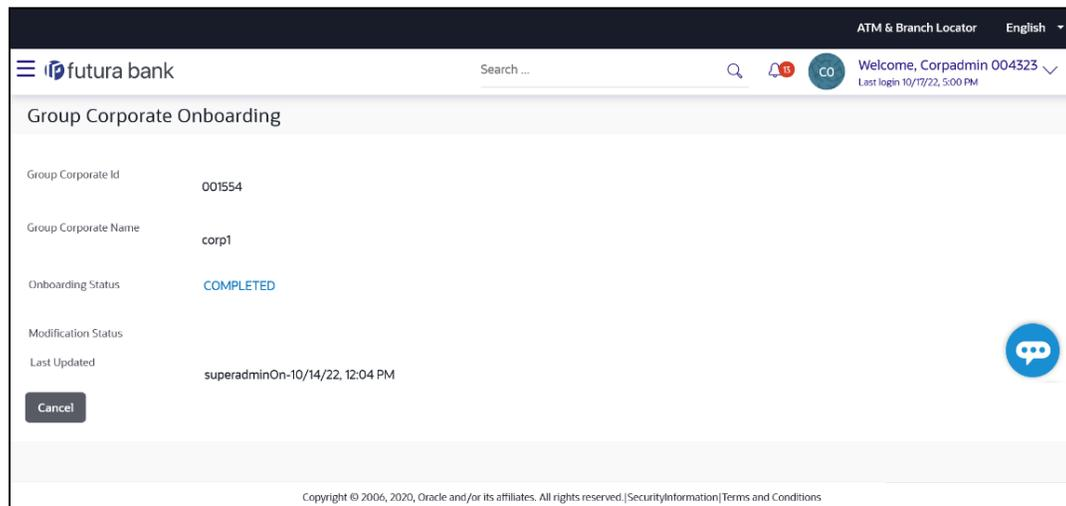 ATM & Branch Locator English
futura bank Search ... 13 CO Welcome, Corpadmin 004323
Last login 10/17/22, 5:00 PM
Group Corporate Onboarding
Group Corporate Id
001554
Group Corporate Name
corp1
Onboarding Status COMPLETED
Modification Status
Last Updated
superadminOn-10/14/22, 12:04 PM
Cancel
Copyright © 2006, 2020, Oracle and/or its affiliates. All rights reserved.|SecurityInformation|Terms and Conditions